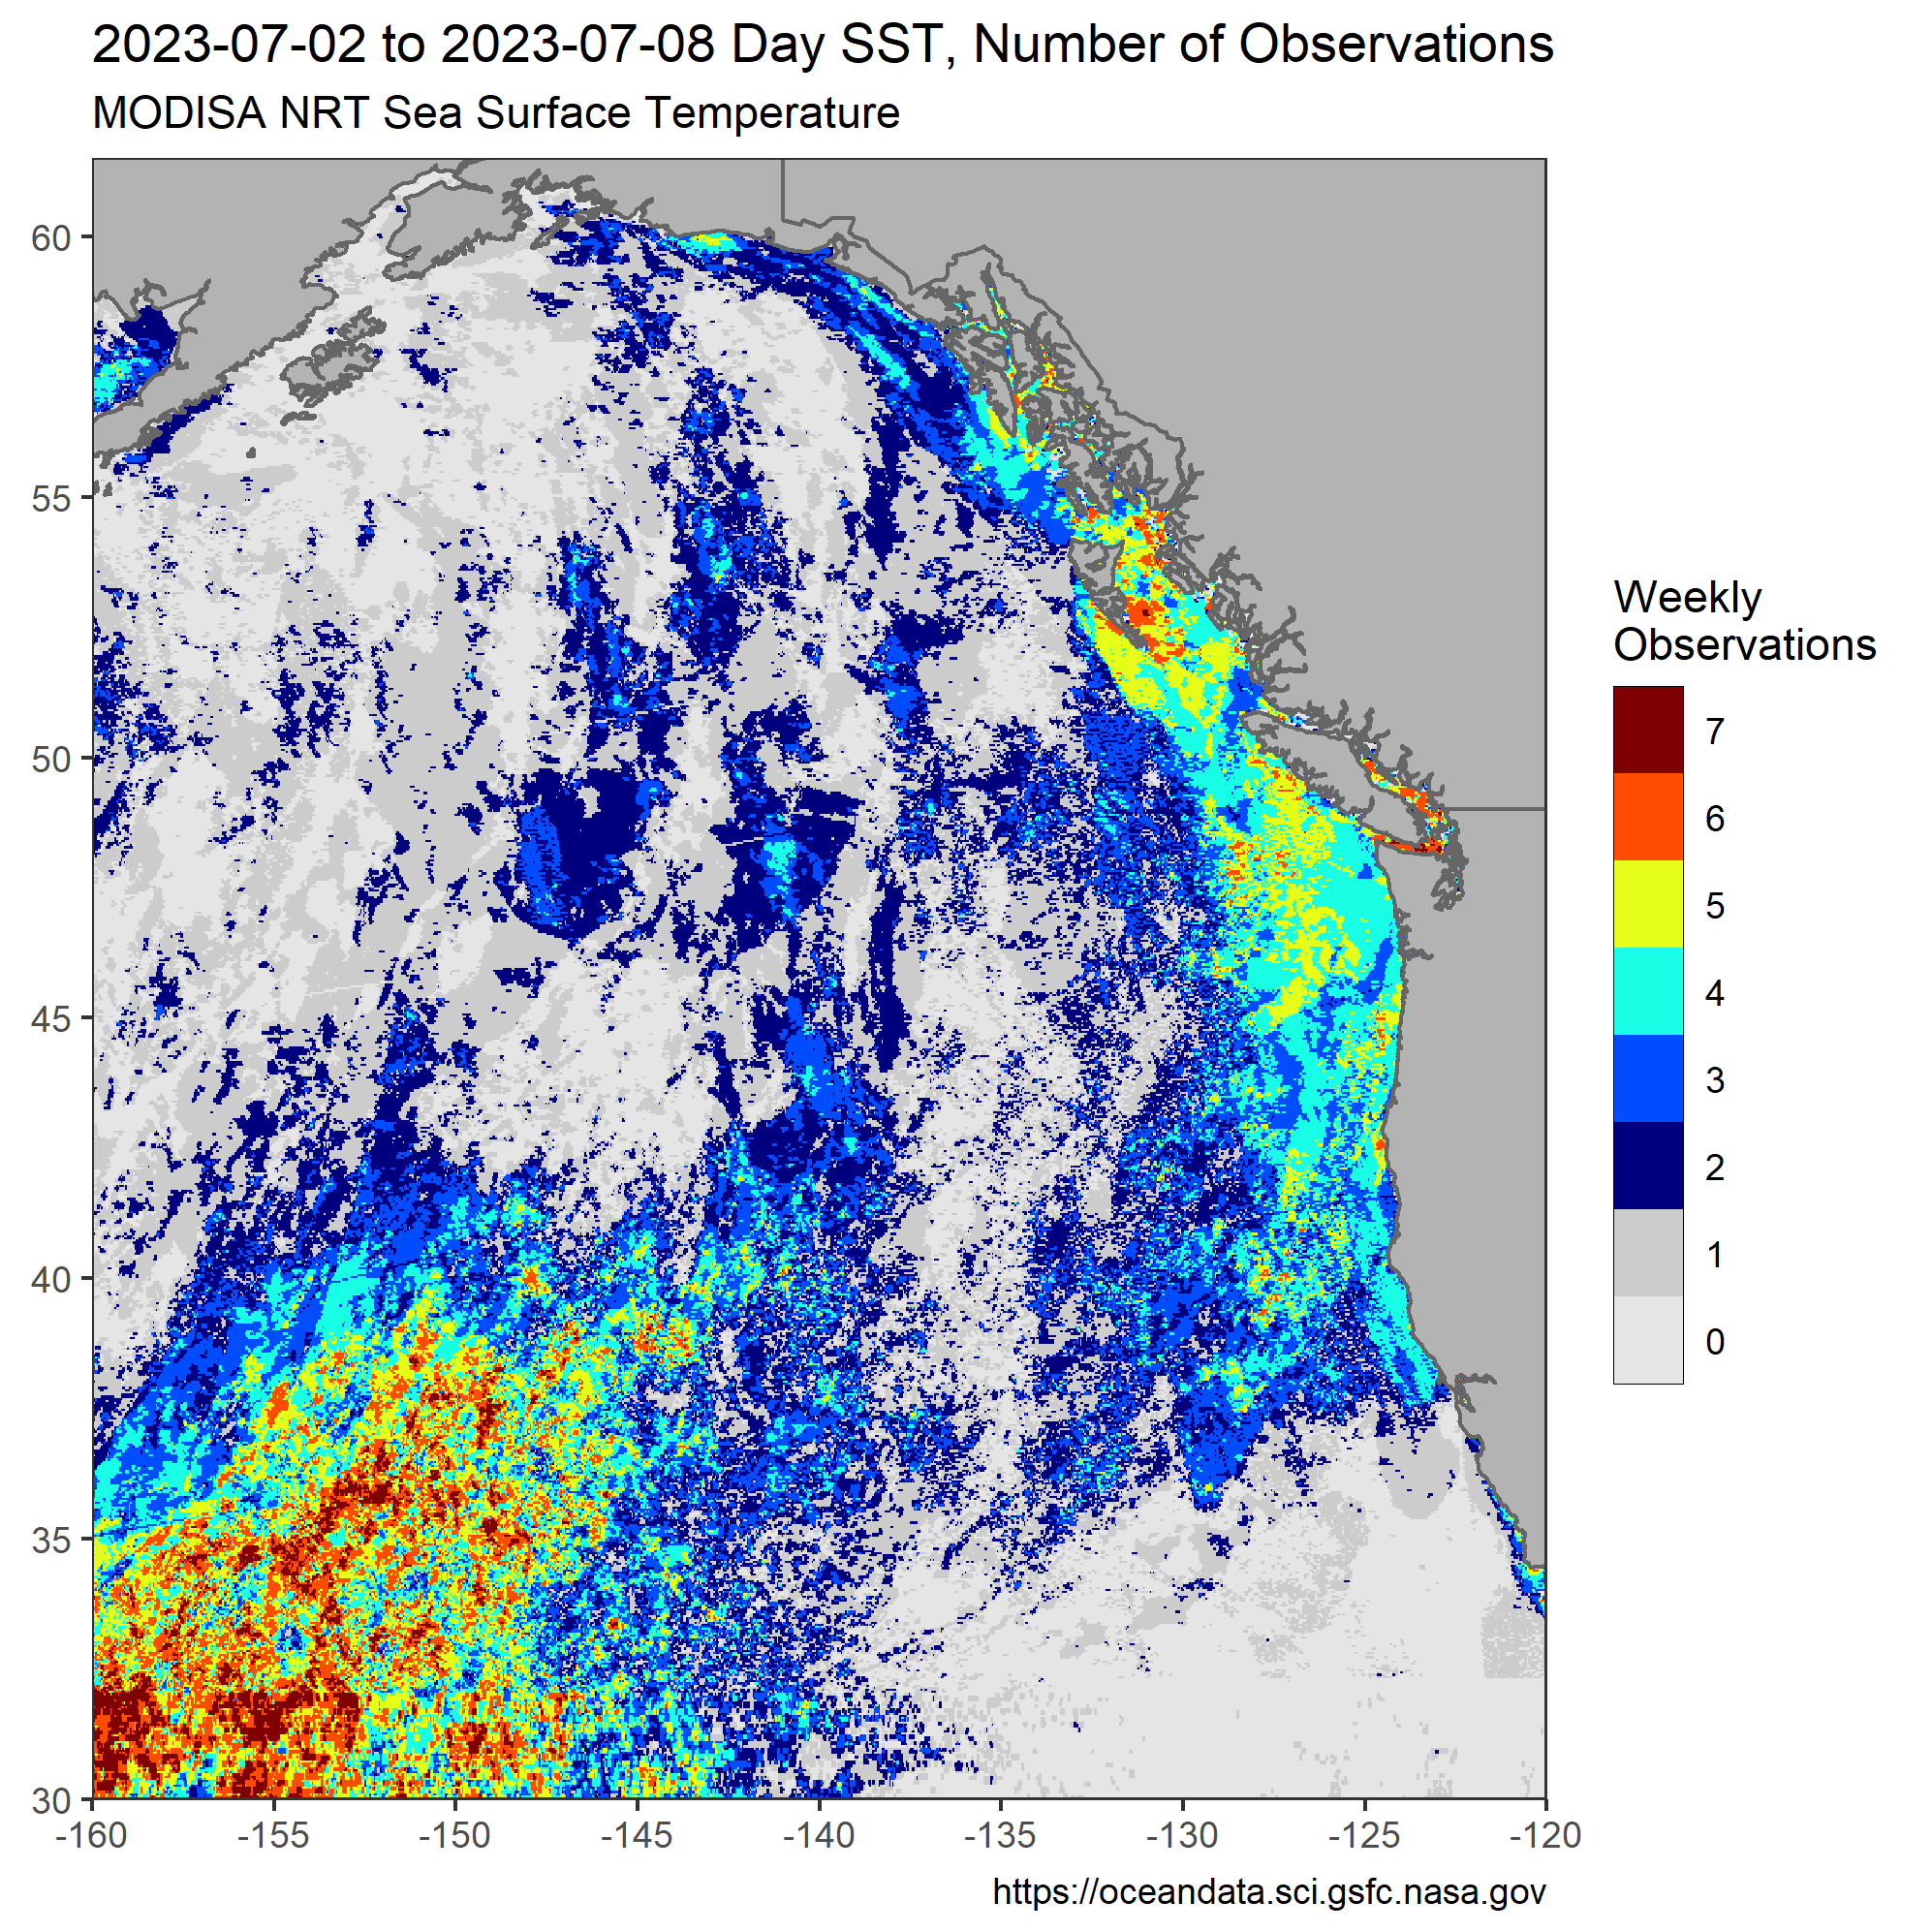 2023-07-02 to 2023-07-08 Day SST, Number of Observations
MODISA NRT Sea Surface Temperature
60
55
50
45
40
35
30
-160 -155 -150 -145 -140 -135 -130 -125 -120
Weekly
Observations
7
6
5
4
3
2
1
0
https://oceandata.sci.gsfc.nasa.gov